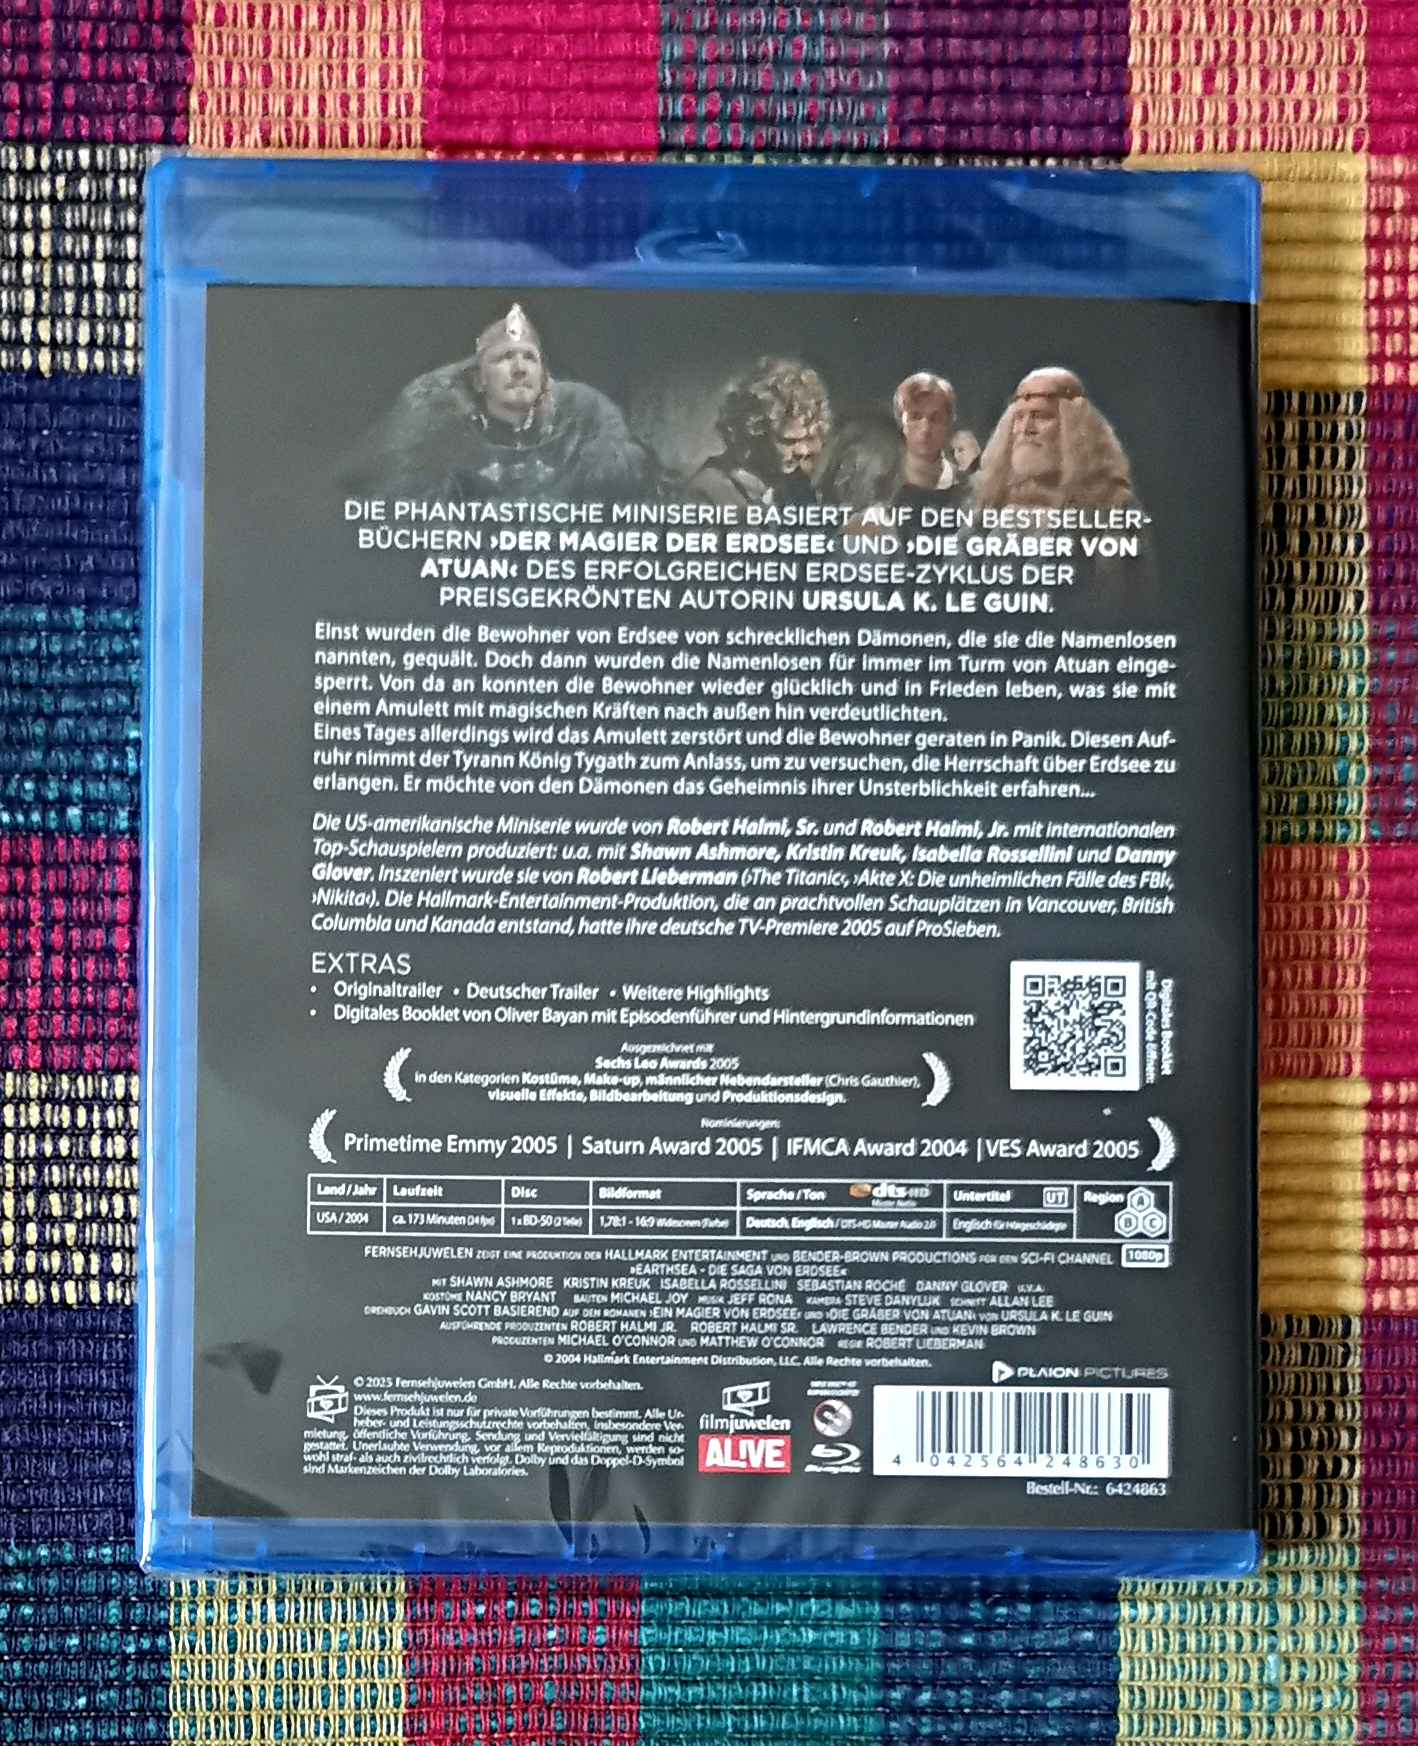 DIE PHANTASTISCHE MINISERIE BASIERT AUF DEN BESTSELLER-
BÜCHERN ›DER MAGIER DER ERDSEE‹ UND ›DIE GRÄBER VON
ATUAN‹ DES ERFOLGREICHEN ERDSEE-ZYKLUS DER
PREISGEKRÖNTEN AUTORIN URSULA K. LE GUIN.
Einst wurden die Bewohner von Erdsee von schrecklichen Dämonen, die sie die Namenlosen
nannten, gequält. Doch dann wurden die Namenlosen für immer im Turm von Atuan einge-
sperrt. Von da an konnten die Bewohner wieder glücklich und in Frieden leben, was sie mit
einem Amulett mit magischen Kräften nach außen hin verdeutlichten.
Eines Tages allerdings wird das Amulett zerstört und die Bewohner geraten in Panik. Diesen Auf-
ruhr nimmt der Tyrann König Tygath zum Anlass, um zu versuchen, die Herrschaft über Erdsee zu
erlangen. Er möchte von den Dämonen das Geheimnis ihrer Unsterblichkeit erfahren...
Die US-amerikanische Miniserie wurde von Robert Halmi, Sr. und Robert Halmi, Jr. mit internationalen
Top-Schauspielern produziert: u.a. mit Shawn Ashmore, Kristin Kreuk, Isabella Rossellini und Danny
Glover. Inszeniert wurde sie von Robert Lieberman (›The Titanic‹, ›Akte X: Die unheimlichen Fälle des FBI‹,
›Nikita‹). Die Hallmark-Entertainment-Produktion, die an prachtvollen Schauplätzen in Vancouver, British
Columbia und Kanada entstand, hatte ihre deutsche TV-Premiere 2005 auf ProSieben.
EXTRAS
• Originaltrailer • Deutscher Trailer • Weitere Highlights
• Digitales Booklet von Oliver Bayan mit Episodenführer und Hintergrundinformationen
Digitales Booklet
mit QR-Code öffnen:
Ausgezeichnet mit
Sechs Leo Awards 2005
in den Kategorien Kostüme, Make-up, männlicher Nebendarsteller (Chris Gauthier),
visuelle Effekte, Bildbearbeitung und Produktionsdesign.
Nominierungen:
Primetime Emmy 2005 | Saturn Award 2005 | IFMCA Award 2004 | VES Award 2005
Land/Jahr Laufzeit Disc Bildformat Sprache/Ton dts-HD Master Audio Untertitel UT Region A B C
USA/2004 ca. 173 Minuten (24 fps) 1 x BD-50 (2 Teile) 1,78:1 - 16:9 Widescreen (Farbe) Deutsch, Englisch / DTS-HD Master Audio 2.0 Englisch für Hörgeschädigte
FERNSEHJUWELEN ZEIGT EINE PRODUKTION DER HALLMARK ENTERTAINMENT UND BENDER-BROWN PRODUCTIONS FÜR DEN SCI-FI CHANNEL 1080p
»EARTHSEA - DIE SAGA VON ERDSEE«
MIT SHAWN ASHMORE KRISTIN KREUK ISABELLA ROSSELLINI SEBASTIAN ROCHÉ DANNY GLOVER U.V.A.
KOSTÜME NANCY BRYANT BAUTEN MICHAEL JOY MUSIK JEFF RONA KAMERA STEVE DANYLUK SCHNITT ALLAN LEE
DREHBUCH GAVIN SCOTT BASIEREND AUF DEN ROMANEN ›EIN MAGIER VON ERDSEE‹ UND ›DIE GRÄBER VON ATUAN‹ VON URSULA K. LE GUIN
AUSFÜHRENDE PRODUZENTEN ROBERT HALMI JR. ROBERT HALMI SR. LAWRENCE BENDER UND KEVIN BROWN
PRODUZENTEN MICHAEL O'CONNOR UND MATTHEW O'CONNOR REGIE ROBERT LIEBERMAN
© 2004 Hallmark Entertainment Distribution, LLC. Alle Rechte vorbehalten.
PLAION PICTURES
© 2025 Fernsehjuwelen GmbH. Alle Rechte vorbehalten.
www.fernsehjuwelen.de
Dieses Produkt ist nur für private Vorführungen bestimmt. Alle Ur-
heber- und Leistungsschutzrechte vorbehalten, insbesondere Ver-
mietung, öffentliche Vorführung, Sendung und Vervielfältigung sind nicht
gestattet. Unerlaubte Verwendung, vor allem Reproduktionen, werden so-
wohl straf- als auch zivilrechtlich verfolgt. Dolby und das Doppel-D-Symbol
sind Markenzeichen der Dolby Laboratories.
filmjuwelen
AL!VE
Blu-ray Disc
4 042564 248630
Bestell-Nr.: 6424863